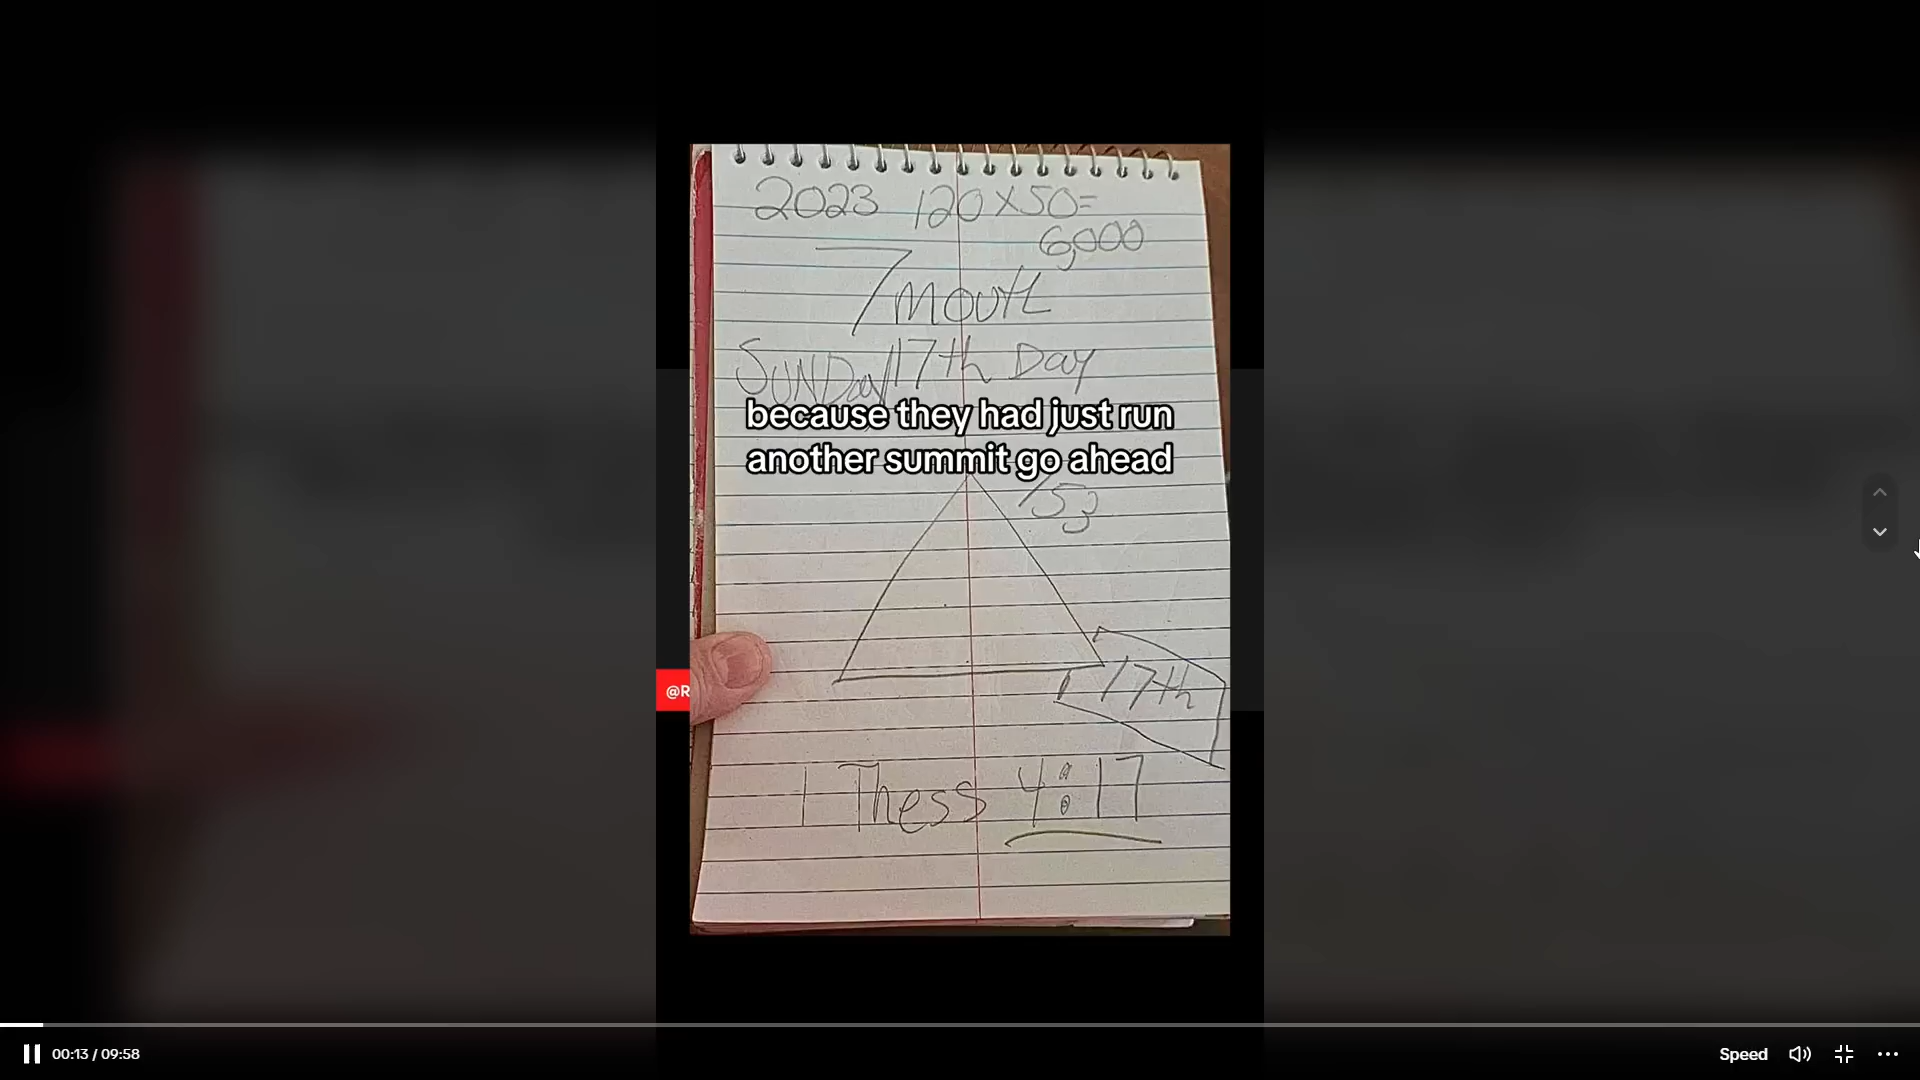 2023 120 X 50=
6,000
7 mouth
SUNDay 17th Day
because they had just run
another summit go ahead
153
17th
@R
1 Thess 4:17
00:13 / 09:58
Speed